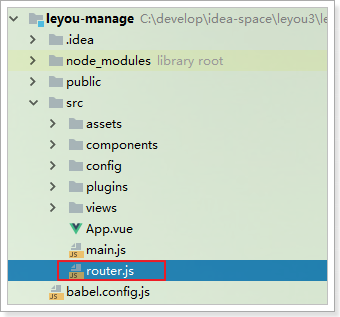 leyou-manage C:\develop\idea-space\leyou3\le
.idea
node_modules library root
public
src
assets
components
config
plugins
views
App.vue
main.js
router.js
babel.config.js